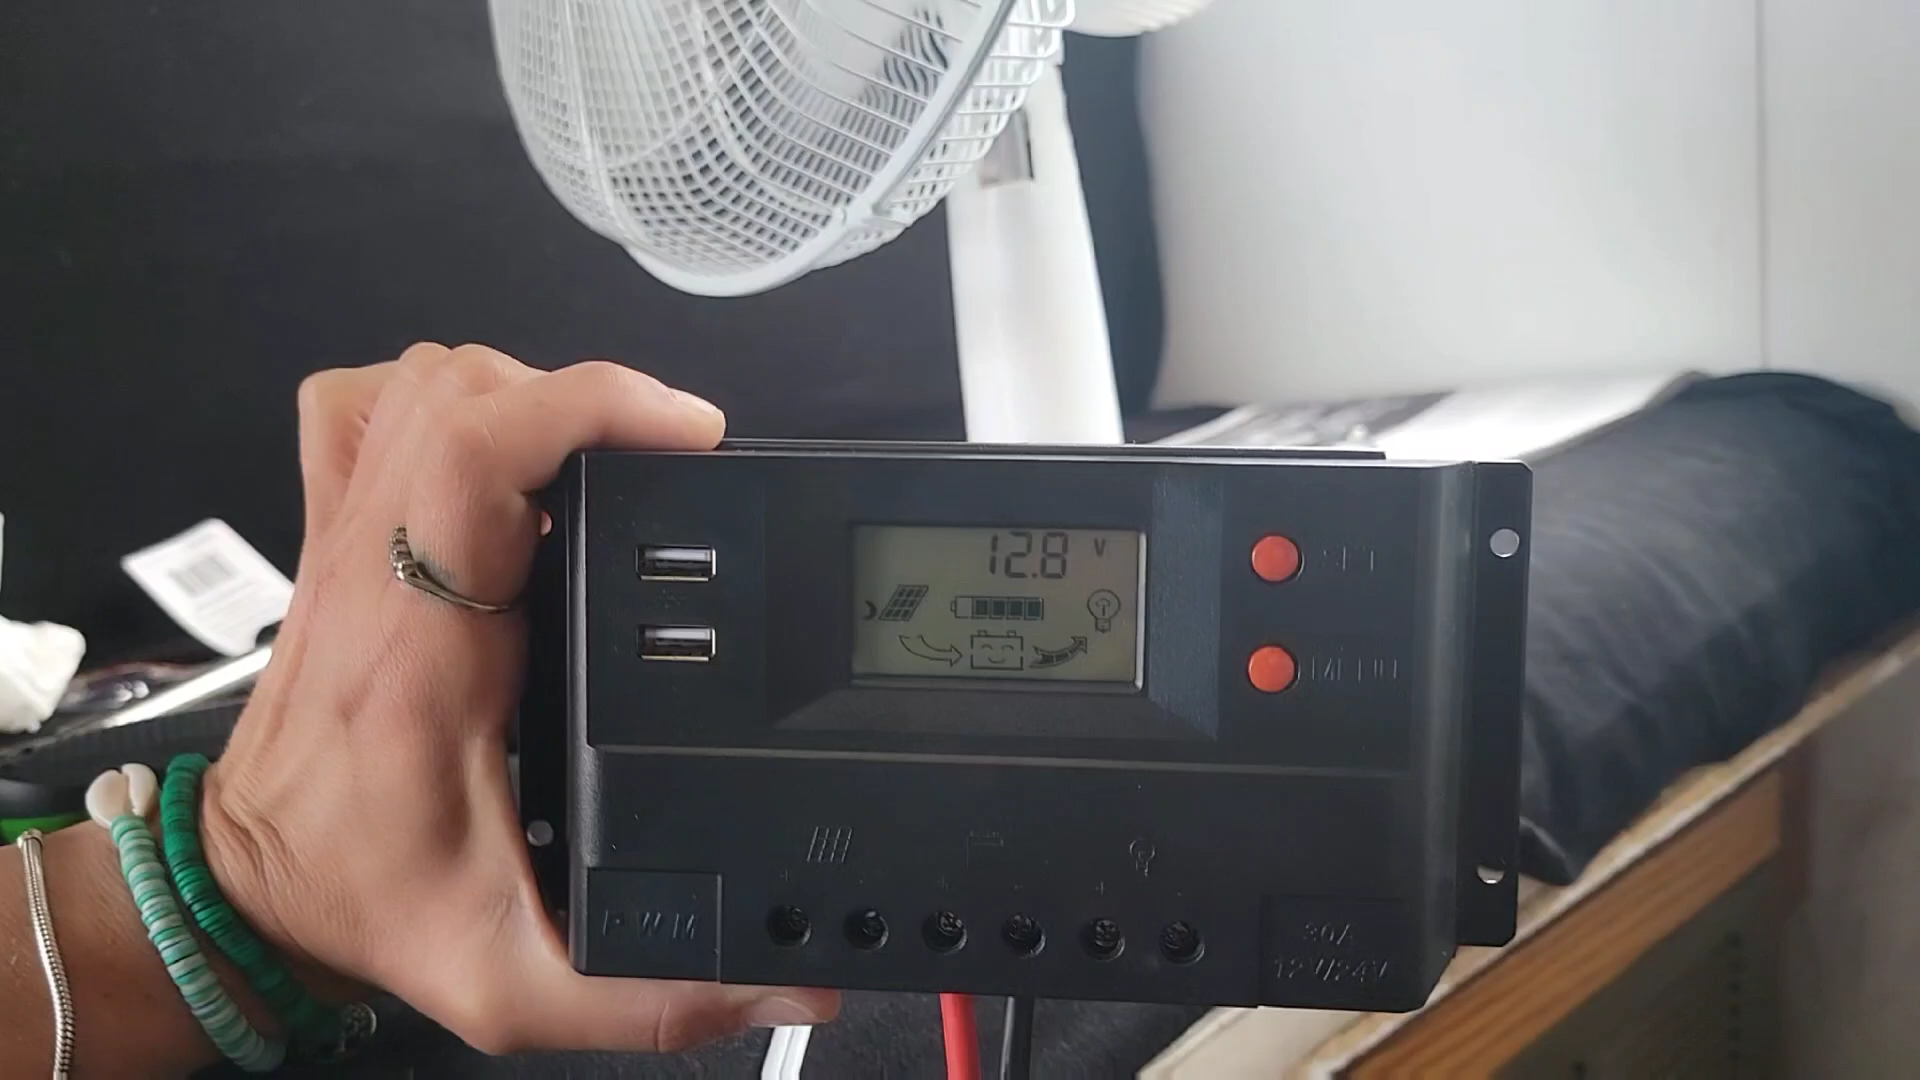 12.8 V
SET
MENU
+ - + - + -
PWM
30A
12V/24V